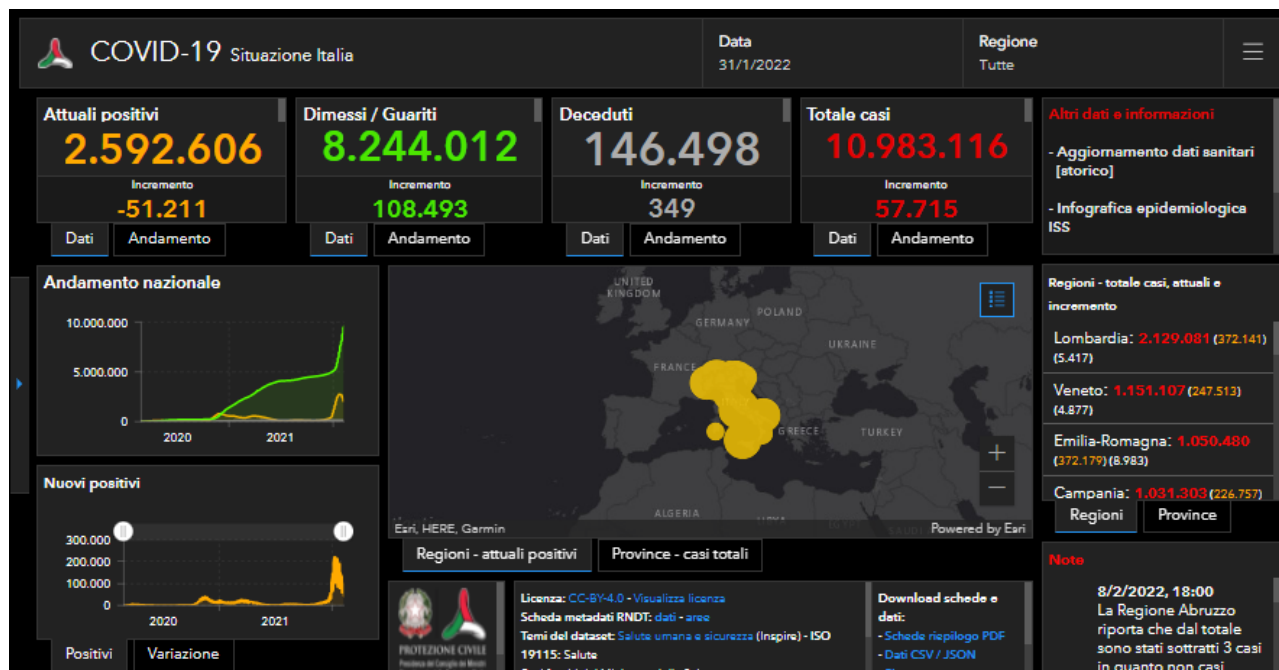 COVID-19 Situazione Italia
Data
31/1/2022
Regione
Tutte
Attuali positivi
2.592.606
Incremento
-51.211
Dati
Andamento
Dimessi / Guariti
8.244.012
Incremento
108.493
Dati
Andamento
Deceduti
146.498
Incremento
349
Dati
Andamento
Totale casi
10.983.116
Incremento
57.715
Dati
Andamento
Altri dati e informazioni
- Aggiornamento dati sanitari
[storico]
- Infografica epidemiologica
ISS
Andamento nazionale
10.000.000
5.000.000
0
2020
2021
Nuovi positivi
300.000
200.000
100.000
0
2020
2021
Positivi
Variazione
UNITED
KINGDOM
POLAND
GERMANY
UKRAINE
FRANCE
GREECE
TURKEY
ALGERIA
Esri, HERE, Garmin
Powered by Esri
Regioni - attuali positivi
Province - casi totali
Regioni - totale casi, attuali e
incremento
Lombardia: 2.129.081 (372.141)
(5.417)
Veneto: 1.151.107 (247.513)
(4.877)
Emilia-Romagna: 1.050.480
(372.179) (8.983)
Campania: 1.031.303 (226.757)
Regioni
Province
PROTEZIONE CIVILE
Presidenza del Consiglio dei Ministri
Licenza: CC-BY-4.0 - Visualizza licenza
Scheda metadati RNDT: dati - aree
Temi del dataset: Salute umana e sicurezza (Inspire) - ISO
19115: Salute
Download schede e
dati:
- Schede riepilogo PDF
- Dati CSV / JSON
Note
8/2/2022, 18:00
La Regione Abruzzo
riporta che dal totale
sono stati sottratti 3 casi
in quanto non casi